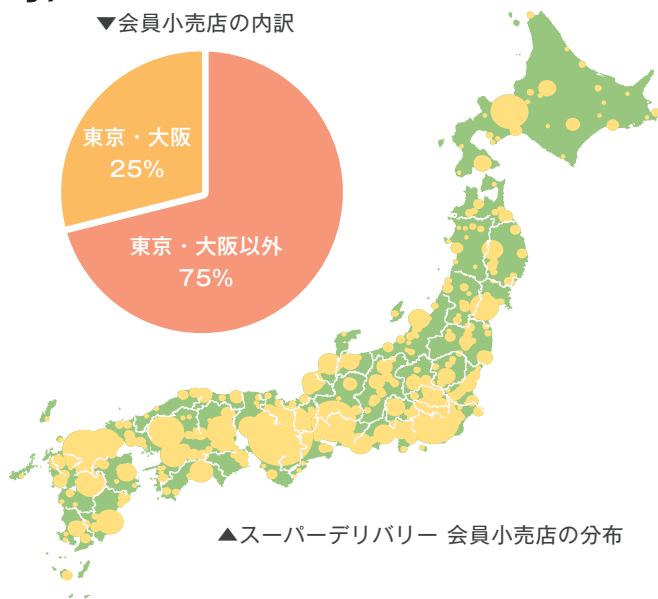 ▼会員小売店の内訳
東京・大阪
25%
東京・大阪以外
75%
▲スーパーデリバリー 会員小売店の分布